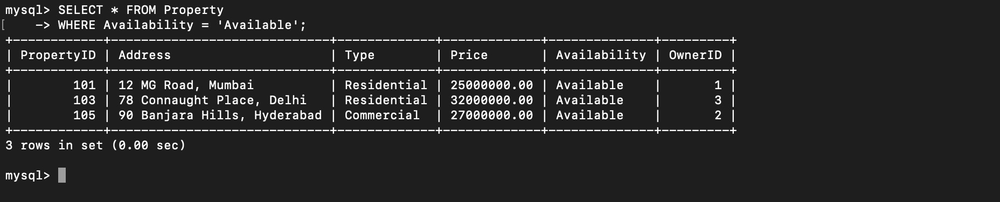 mysql> SELECT * FROM Property
[    -> WHERE Availability = 'Available';
+------------+-----------------------------+-------------+-------------+--------------+---------+
| PropertyID | Address                     | Type        | Price       | Availability | OwnerID |
+------------+-----------------------------+-------------+-------------+--------------+---------+
|        101 | 12 MG Road, Mumbai          | Residential | 25000000.00 | Available    |       1 |
|        103 | 78 Connaught Place, Delhi   | Residential | 32000000.00 | Available    |       3 |
|        105 | 90 Banjara Hills, Hyderabad | Commercial  | 27000000.00 | Available    |       2 |
+------------+-----------------------------+-------------+-------------+--------------+---------+
3 rows in set (0.00 sec)
mysql>